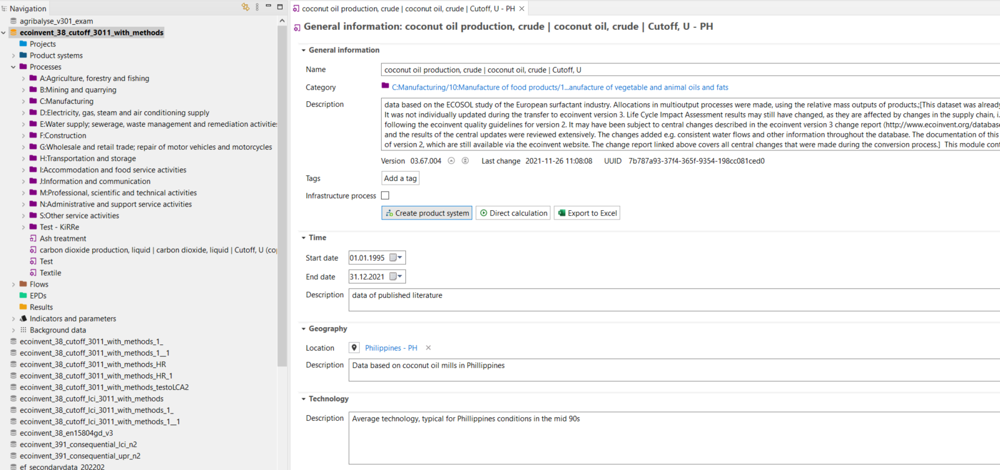 Navigation
agribalyse_v301_exam
ecoinvent_38_cutoff_3011_with_methods
Projects
Product systems
Processes
A:Agriculture, forestry and fishing
B:Mining and quarrying
C:Manufacturing
D:Electricity, gas, steam and air conditioning supply
E:Water supply; sewerage, waste management and remediation activities
F:Construction
G:Wholesale and retail trade; repair of motor vehicles and motorcycles
H:Transportation and storage
I:Accommodation and food service activities
J:Information and communication
M:Professional, scientific and technical activities
N:Administrative and support service activities
S:Other service activities
Test - KiRRe
Ash treatment
carbon dioxide production, liquid | carbon dioxide, liquid | Cutoff, U (co
Test
Textile
Flows
EPDs
Results
Indicators and parameters
Background data
ecoinvent_38_cutoff_3011_with_methods_1_
ecoinvent_38_cutoff_3011_with_methods_1__1
ecoinvent_38_cutoff_3011_with_methods_HR
ecoinvent_38_cutoff_3011_with_methods_HR_1
ecoinvent_38_cutoff_3011_with_methods_testoLCA2
ecoinvent_38_cutoff_lci_3011_with_methods
ecoinvent_38_cutoff_lci_3011_with_methods_1_
ecoinvent_38_cutoff_lci_3011_with_methods_1__1
ecoinvent_38_en15804gd_v3
ecoinvent_391_consequential_lci_n2
ecoinvent_391_consequential_upr_n2
ef_secondarydata_202202
coconut oil production, crude | coconut oil, crude | Cutoff, U - PH
General information: coconut oil production, crude | coconut oil, crude | Cutoff, U - PH
General information
Name coconut oil production, crude | coconut oil, crude | Cutoff, U
Category C:Manufacturing/10:Manufacture of food products/1...anufacture of vegetable and animal oils and fats
Description data based on the ECOSOL study of the European surfactant industry. Allocations in multioutput processes were made, using the relative mass outputs of products.;[This dataset was already
It was not individually updated during the transfer to ecoinvent version 3. Life Cycle Impact Assessment results may still have changed, as they are affected by changes in the supply chain, i.
following the ecoinvent quality guidelines for version 2. It may have been subject to central changes described in the ecoinvent version 3 change report (http://www.ecoinvent.org/database
and the results of the central updates were reviewed extensively. The changes added e.g. consistent water flows and other information throughout the database. The documentation of this
of version 2, which are still available via the ecoinvent website. The change report linked above covers all central changes that were made during the conversion process.] This module cont
Version 03.67.004 Last change 2021-11-26 11:08:08 UUID 7b787a93-37f4-365f-9354-198cc081ced0
Tags Add a tag
Infrastructure process
Create product system Direct calculation Export to Excel
Time
Start date 01.01.1995
End date 31.12.2021
Description data of published literature
Geography
Location Philippines - PH
Description Data based on coconut oil mills in Phillippines
Technology
Description Average technology, typical for Phillippines conditions in the mid 90s